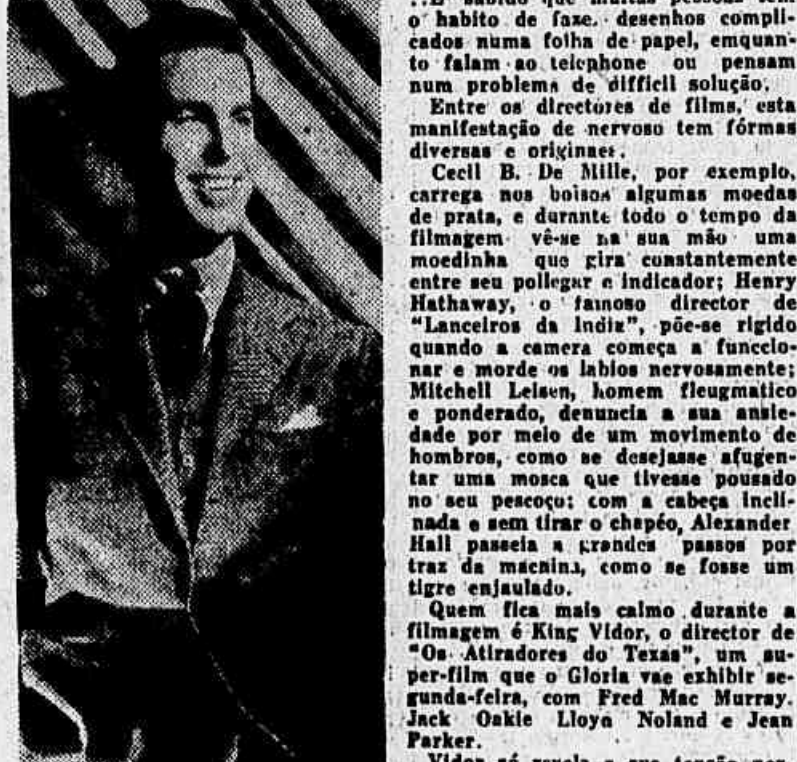 o habito de faze. desenhos compli-
cados numa folha de papel, emquan-
to falam ao telephone ou pensam
num problema de difficil solução.
Entre os directores de films, esta
manifestação de nervoso tem fórmas
diversas e originaes.
Cecil B. De Mille, por exemplo,
carrega nos bolsos algumas moedas
de prata, e durante todo o tempo da
filmagem vê-se na sua mão uma
moedinha que gira constantemente
entre seu pollegar e indicador; Henry
Hathaway, o famoso director de
"Lanceiros da India", põe-se rigido
quando a camera começa a funccio-
nar e morde os labios nervosamente;
Mitchell Leisen, homem fleugmatico
e ponderado, denuncia a sua ansie-
dade por meio de um movimento de
hombros, como se desejasse afugen-
tar uma mosca que tivesse pousado
no seu pescoço; com a cabeça incli-
nada e sem tirar o chapéo, Alexander
Hall passeia a grandes passos por
traz da machina, como se fosse um
tigre enjaulado.
Quem fica mais calmo durante a
filmagem é King Vidor, o director de
"Os Atiradores do Texas", um su-
per-film que o Gloria vae exhibir se-
gunda-feira, com Fred Mac Murray.
Jack Oakie Lloyd Noland e Jean
Parker.